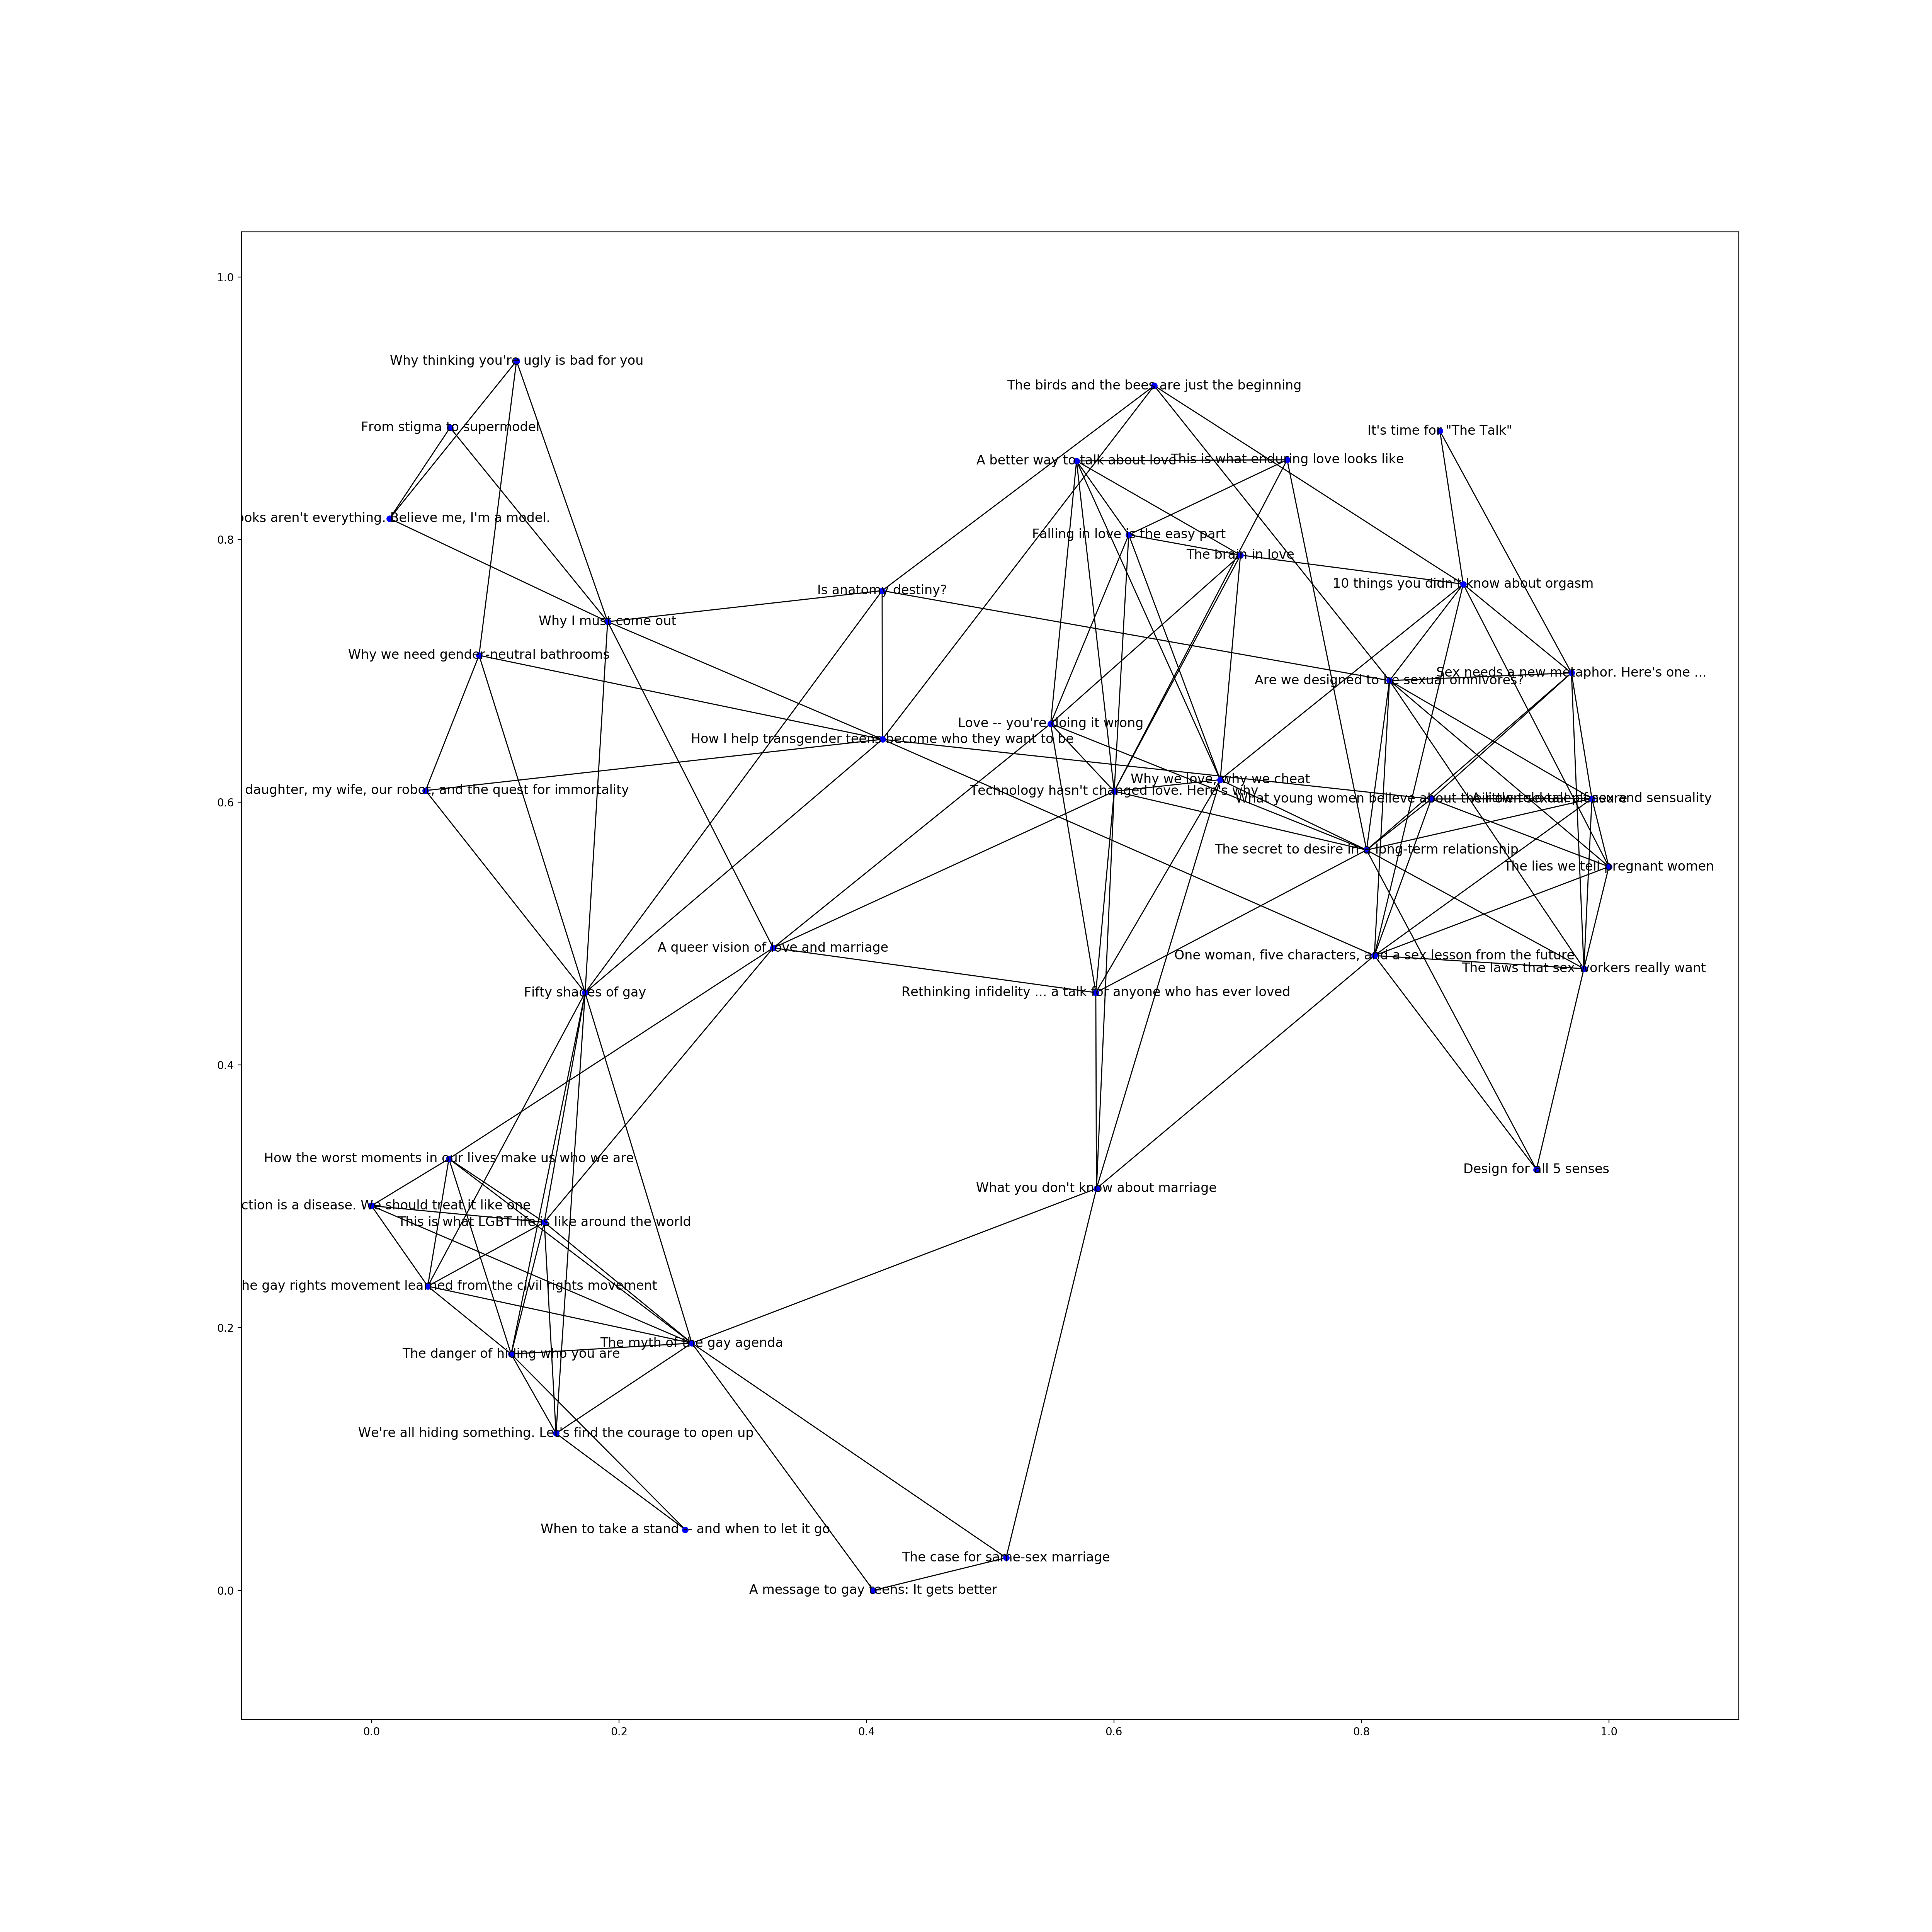 1.0
Why thinking you're ugly is bad for you
The birds and the bees are just the beginning
From stigma to supermodel
It's time for "The Talk"
A better way to talk about love
This is what enduring love looks like
ooks aren't everything. Believe me, I'm a model.
0.8
Falling in love is the easy part
The brain in love
10 things you didn't know about orgasm
Is anatomy destiny?
Why I must come out
Why we need gender-neutral bathrooms
Sex needs a new metaphor. Here's one ...
Are we designed to be sexual omnivores?
Love -- you're doing it wrong
How I help transgender teens become who they want to be
Why we love, why we cheat
daughter, my wife, our robot, and the quest for immortality
Technology hasn't changed love. Here's why
What young women believe about their own sexual pleasure
A little-told tale of sex and sensuality
0.6
The secret to desire in a long-term relationship
The lies we tell pregnant women
A queer vision of love and marriage
One woman, five characters, and a sex lesson from the future
The laws that sex workers really want
Fifty shades of gay
Rethinking infidelity ... a talk for anyone who has ever loved
0.4
How the worst moments in our lives make us who we are
Design for all 5 senses
What you don't know about marriage
ction is a disease. We should treat it like one
This is what LGBT life is like around the world
he gay rights movement learned from the civil rights movement
0.2
The myth of the gay agenda
The danger of hiding who you are
We're all hiding something. Let's find the courage to open up
When to take a stand -- and when to let it go
The case for same-sex marriage
0.0
A message to gay teens: It gets better
0.0 0.2 0.4 0.6 0.8 1.0